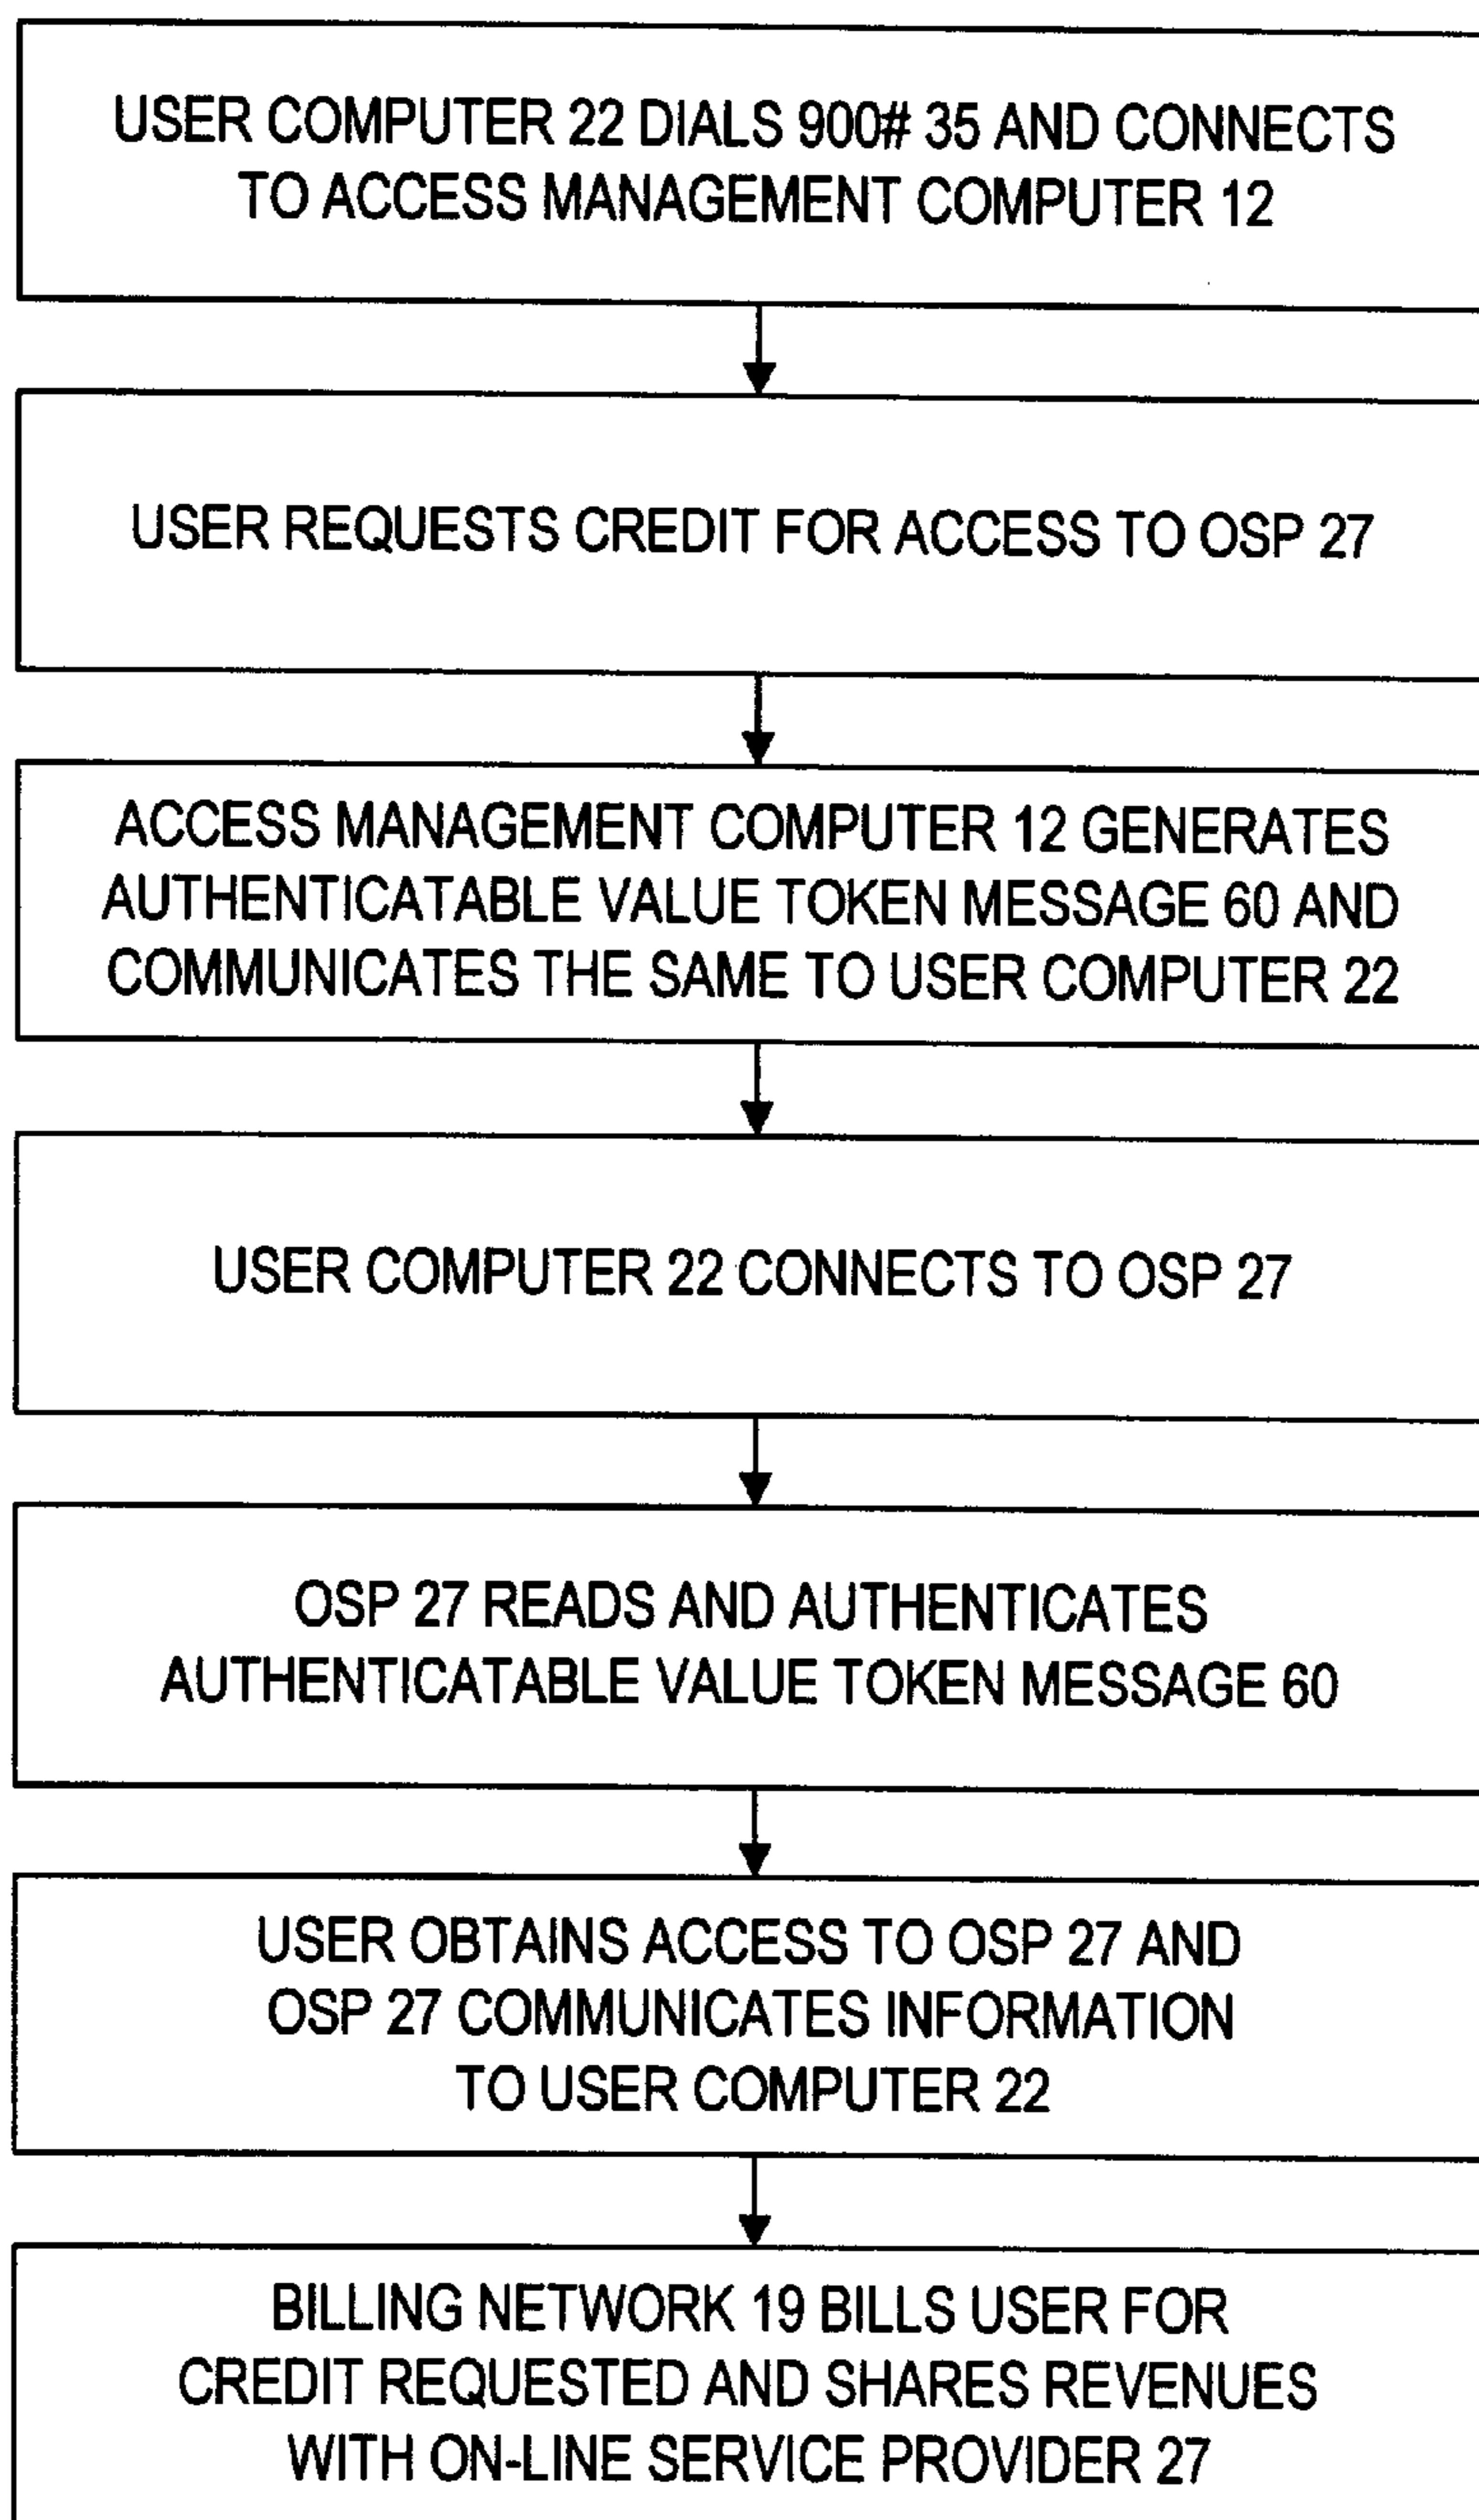 USER COMPUTER 22 DIALS 900# 35 AND CONNECTS
TO ACCESS MANAGEMENT COMPUTER 12
USER REQUESTS CREDIT FOR ACCESS TO OSP 27
ACCESS MANAGEMENT COMPUTER 12 GENERATES
AUTHENTICATABLE VALUE TOKEN MESSAGE 60 AND
COMMUNICATES THE SAME TO USER COMPUTER 22
USER COMPUTER 22 CONNECTS TO OSP 27
OSP 27 READS AND AUTHENTICATES
AUTHENTICATABLE VALUE TOKEN MESSAGE 60
USER OBTAINS ACCESS TO OSP 27 AND
OSP 27 COMMUNICATES INFORMATION
TO USER COMPUTER 22
BILLING NETWORK 19 BILLS USER FOR
CREDIT REQUESTED AND SHARES REVENUES
WITH ON-LINE SERVICE PROVIDER 27